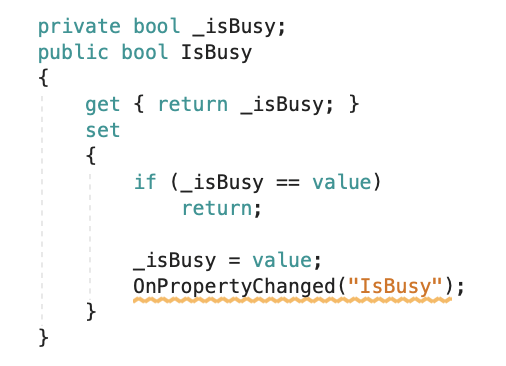 private bool _isBusy;
public bool IsBusy
{
    get { return _isBusy; }
    set
    {
        if (_isBusy == value)
            return;

        _isBusy = value;
        OnPropertyChanged("IsBusy");
    }
}